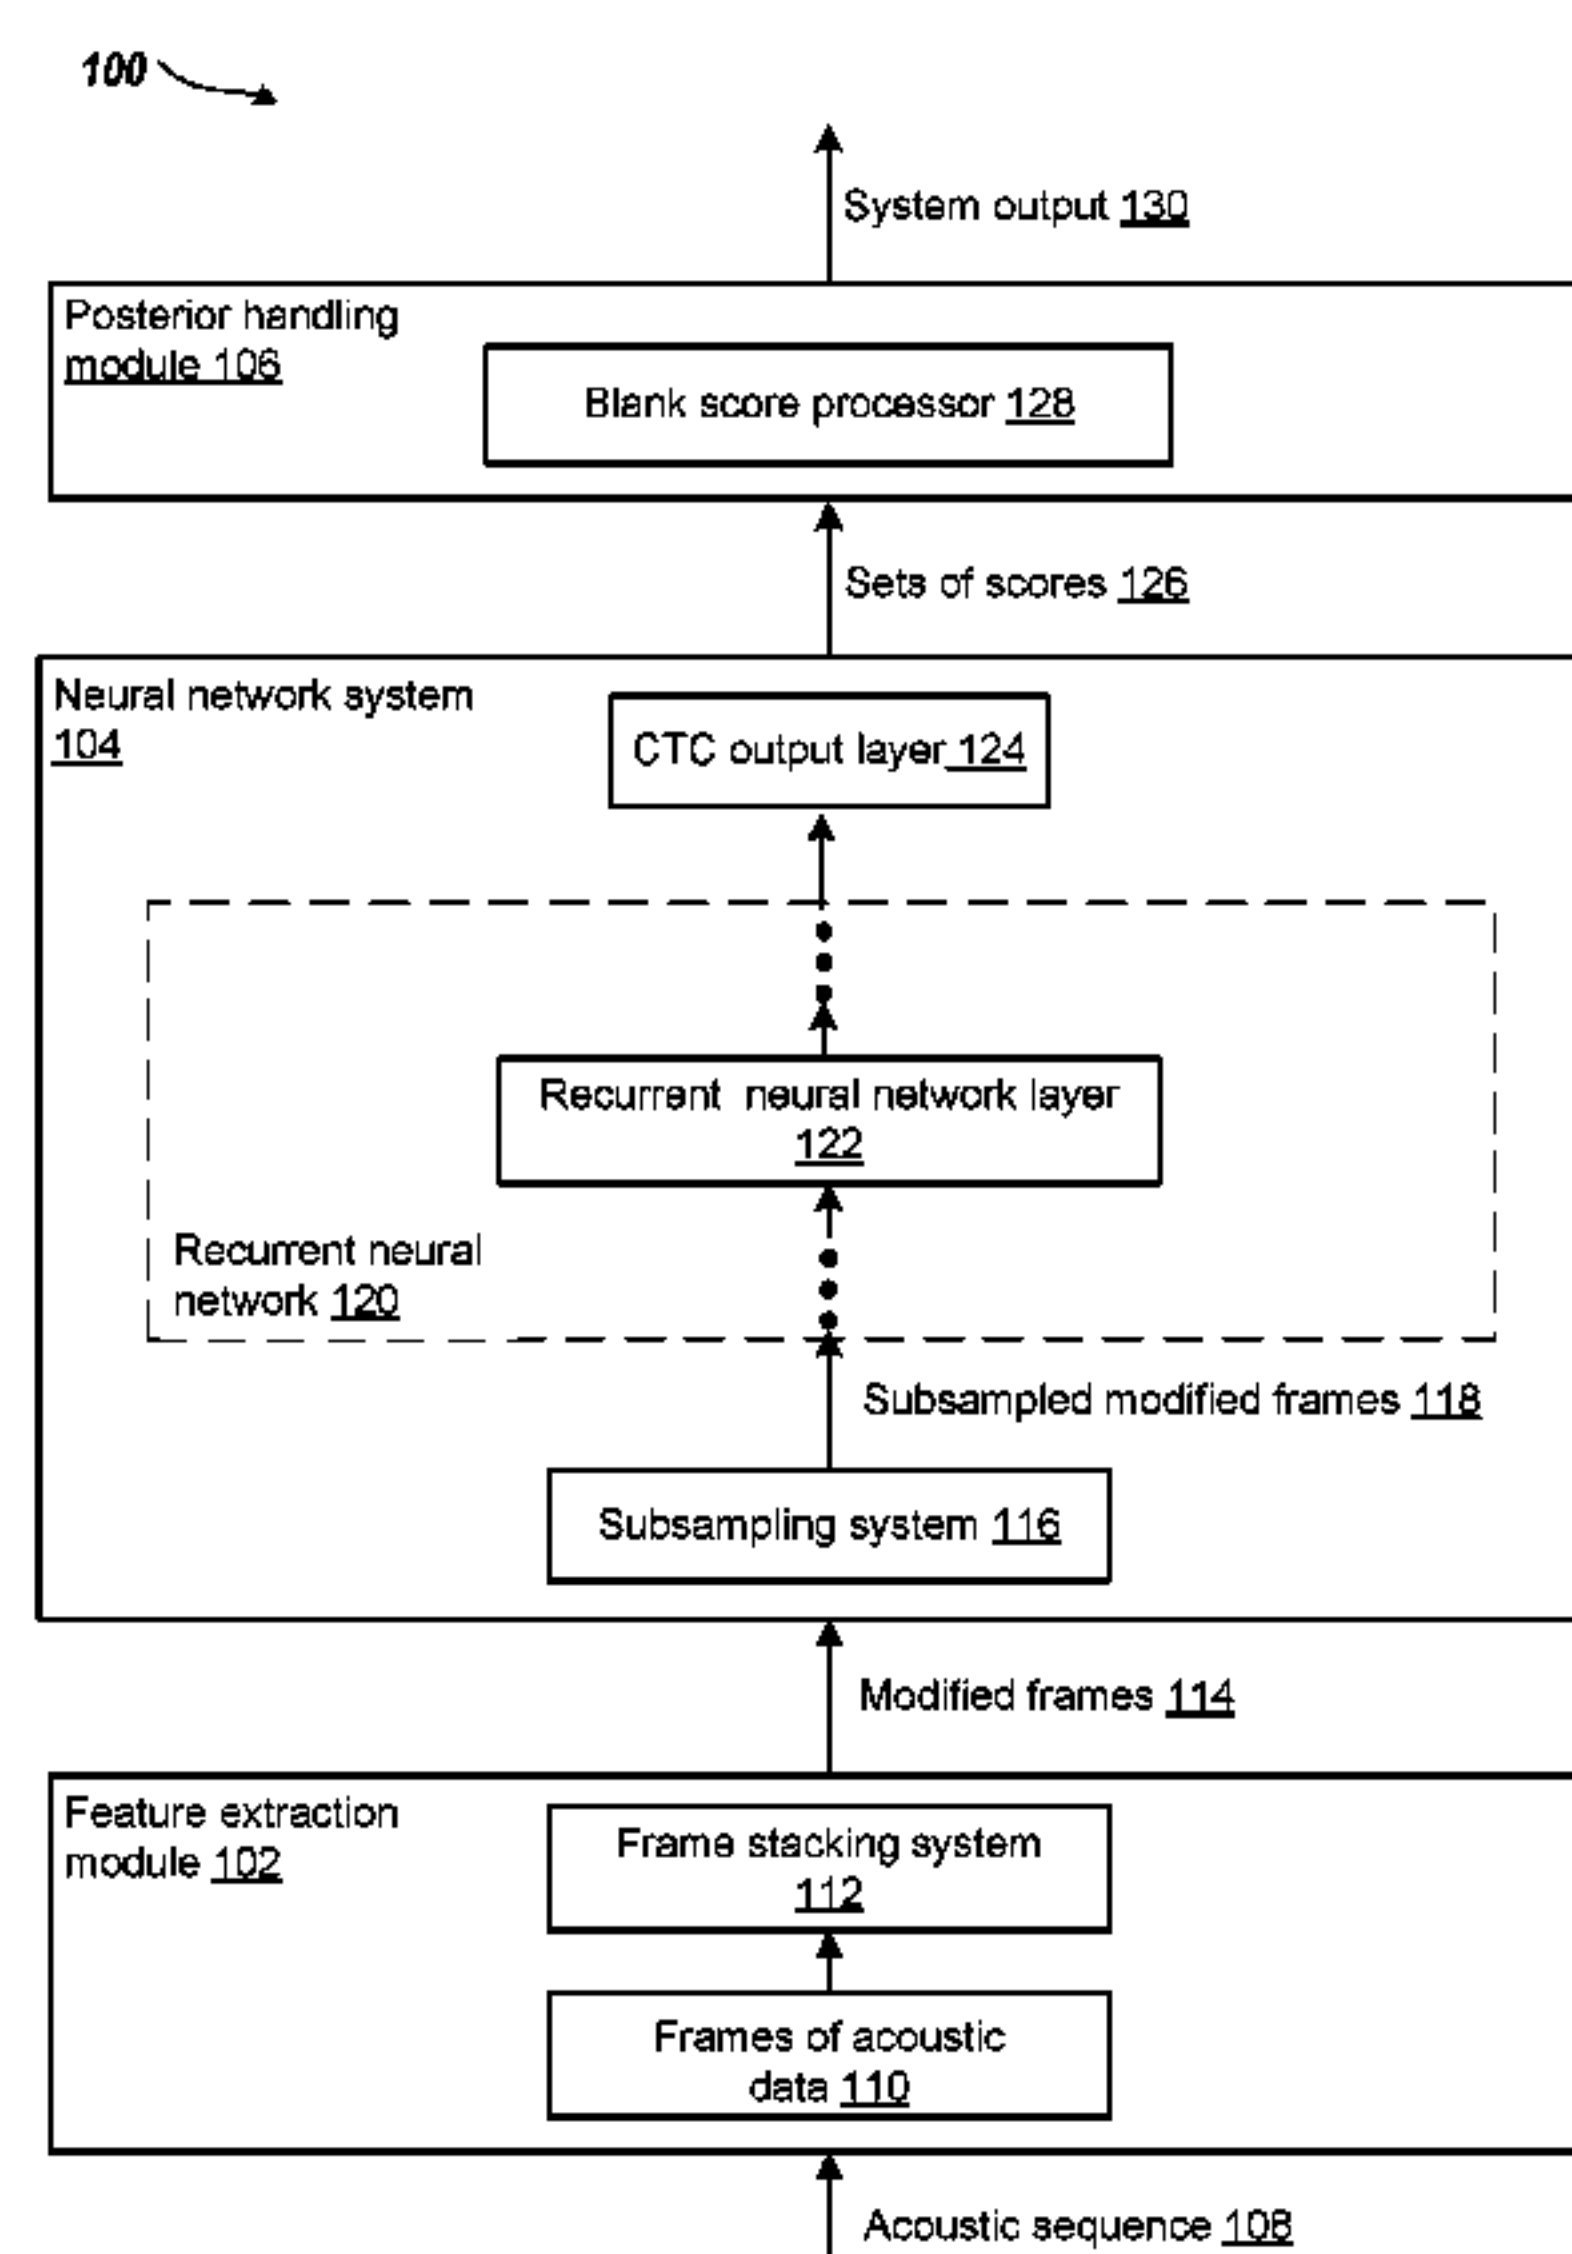 100
System output 130
Posterior handling
module 106
Blank score processor 128
Sets of scores 126
Neural network system
104
CTC output layer 124
Recurrent neural network layer
122
Recurrent neural
network 120
Subsampled modified frames 118
Subsampling system 116
Modified frames 114
Feature extraction
module 102
Frame stacking system
112
Frames of acoustic
data 110
Acoustic sequence 108